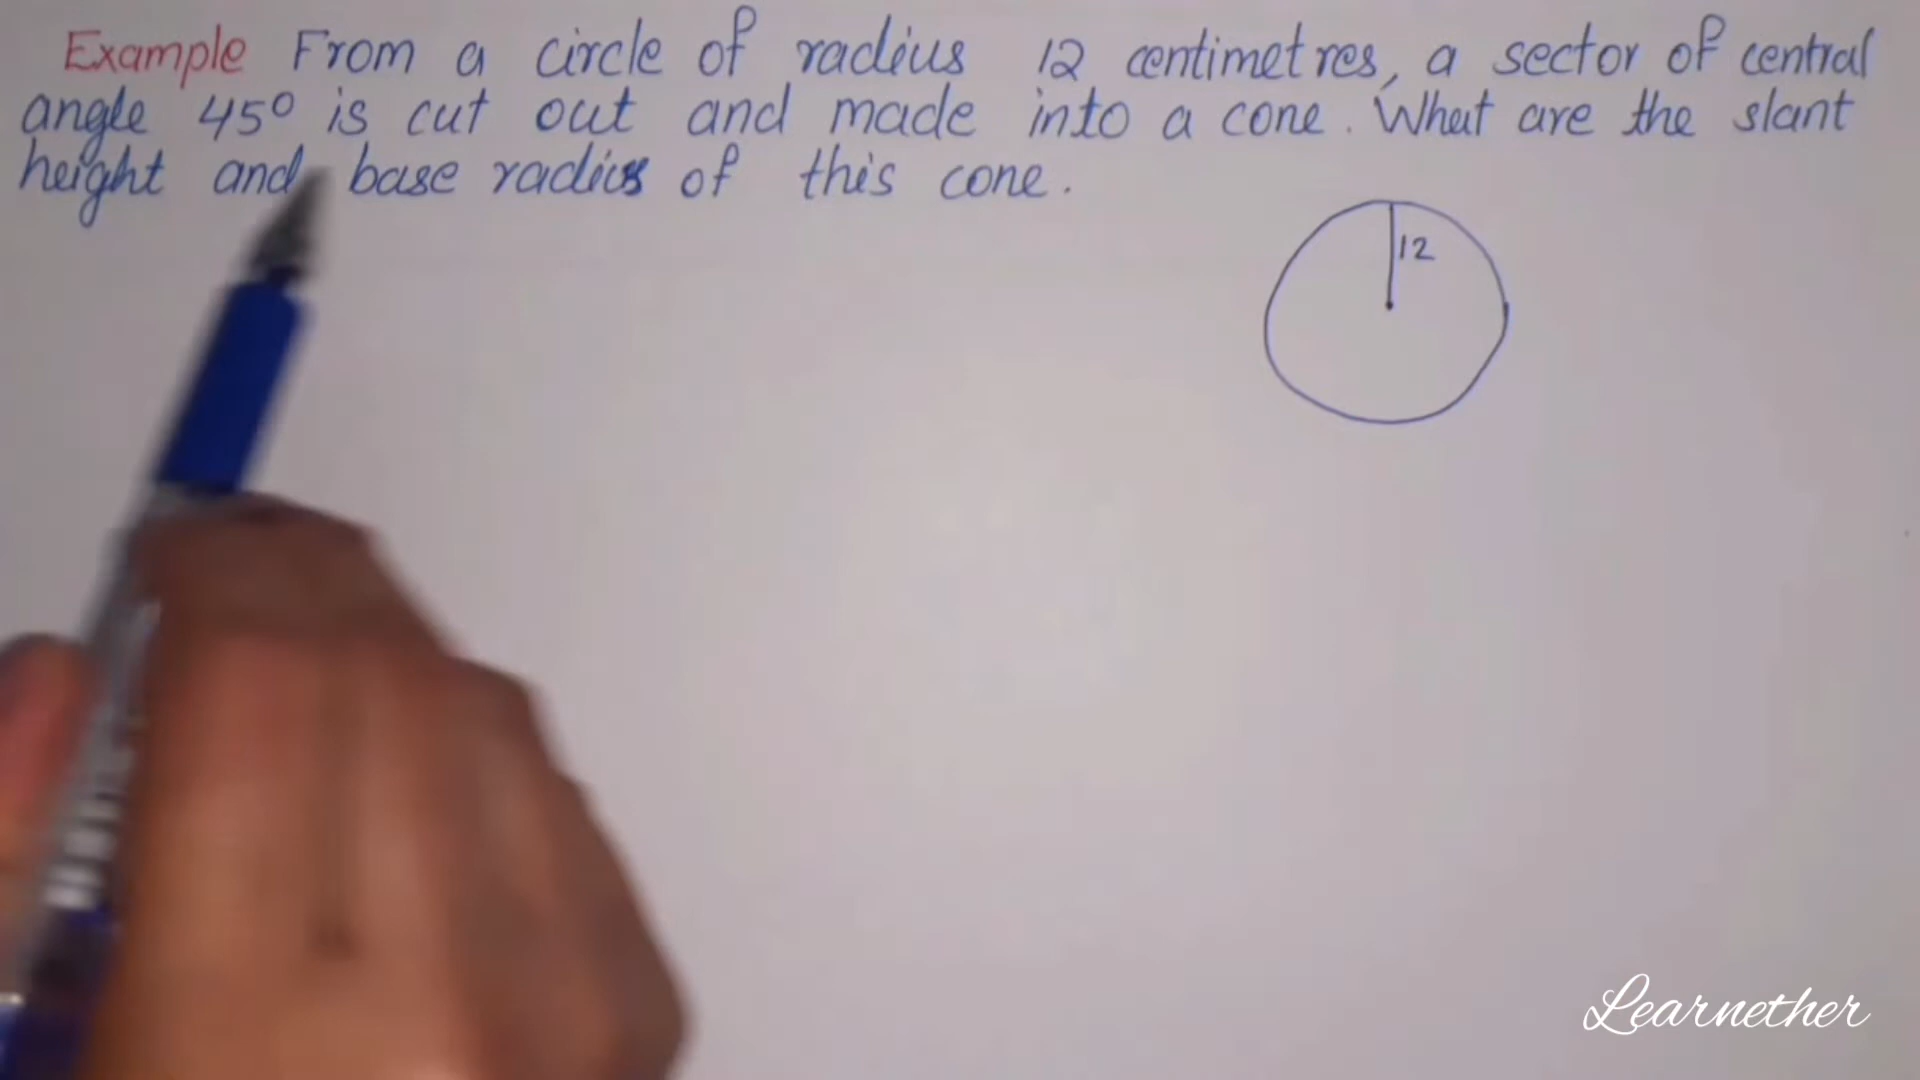 Example From a circle of radius 12 centimetres, a sector of central
angle 45° is cut out and made into a cone. What are the slant
height and base radius of this cone.
12
Learnether